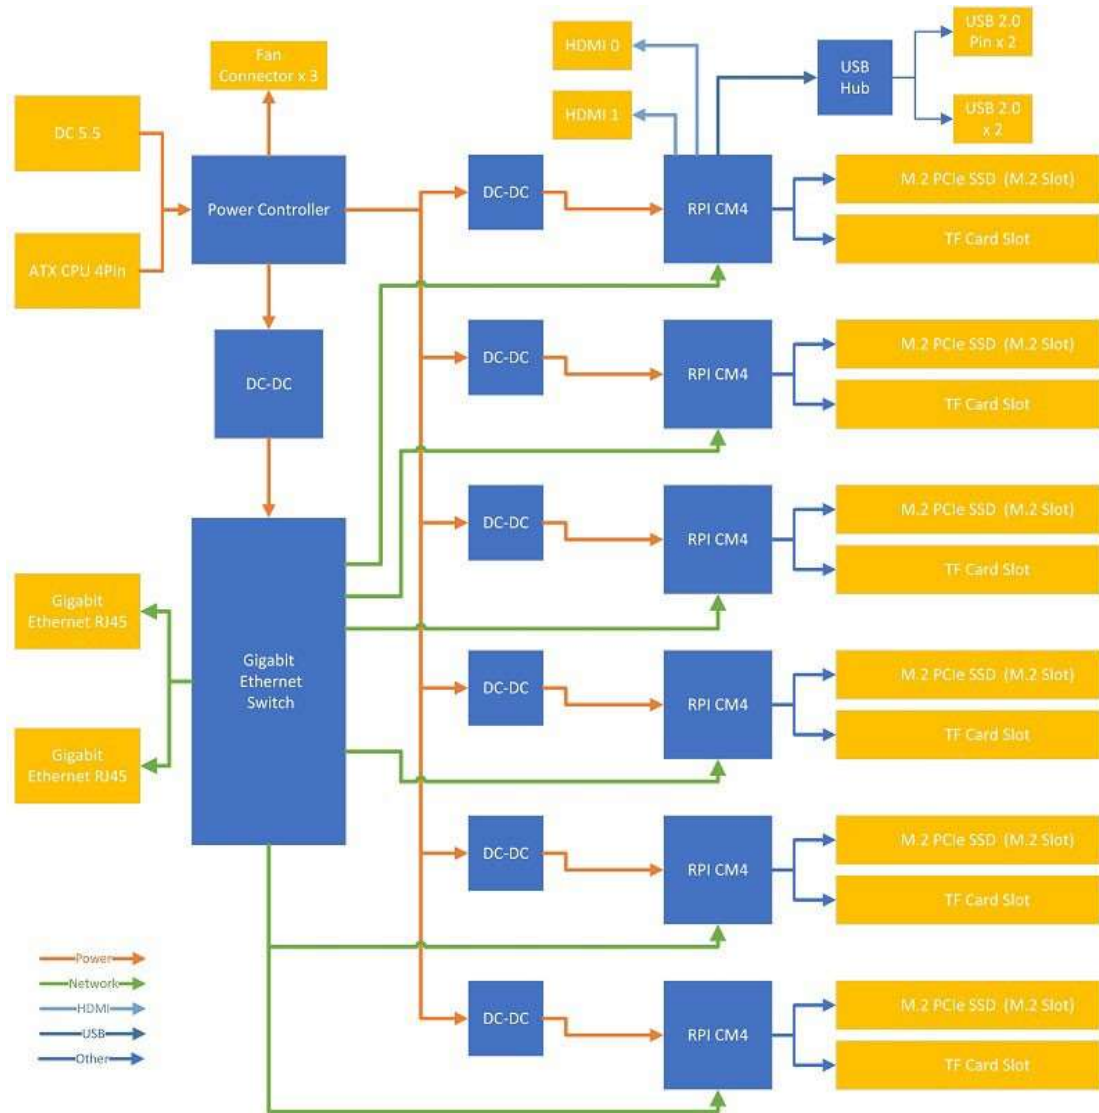 Fan
Connector x 3
HDMI 0
HDMI 1
USB
Hub
USB 2.0
Pin x 2
USB 2.0
x 2
DC 5.5
ATX CPU 4Pin
Power Controller
DC-DC
RPI CM4
M.2 PCIe SSD (M.2 Slot)
TF Card Slot
DC-DC
DC-DC
RPI CM4
M.2 PCIe SSD (M.2 Slot)
TF Card Slot
DC-DC
RPI CM4
M.2 PCIe SSD (M.2 Slot)
TF Card Slot
Gigabit
Ethernet RJ45
Gigabit
Ethernet
Switch
Gigabit
Ethernet RJ45
DC-DC
RPI CM4
M.2 PCIe SSD (M.2 Slot)
TF Card Slot
DC-DC
RPI CM4
M.2 PCIe SSD (M.2 Slot)
TF Card Slot
DC-DC
RPI CM4
M.2 PCIe SSD (M.2 Slot)
TF Card Slot
Power
Network
HDMI
USB
Other